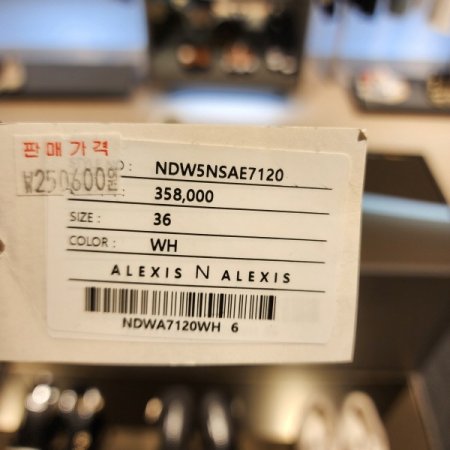 판매가격
₩250,600원
NDW5NSAE7120
358,000
SIZE : 36
COLOR : WH
ALEXIS N ALEXIS
NDWA7120WH 6